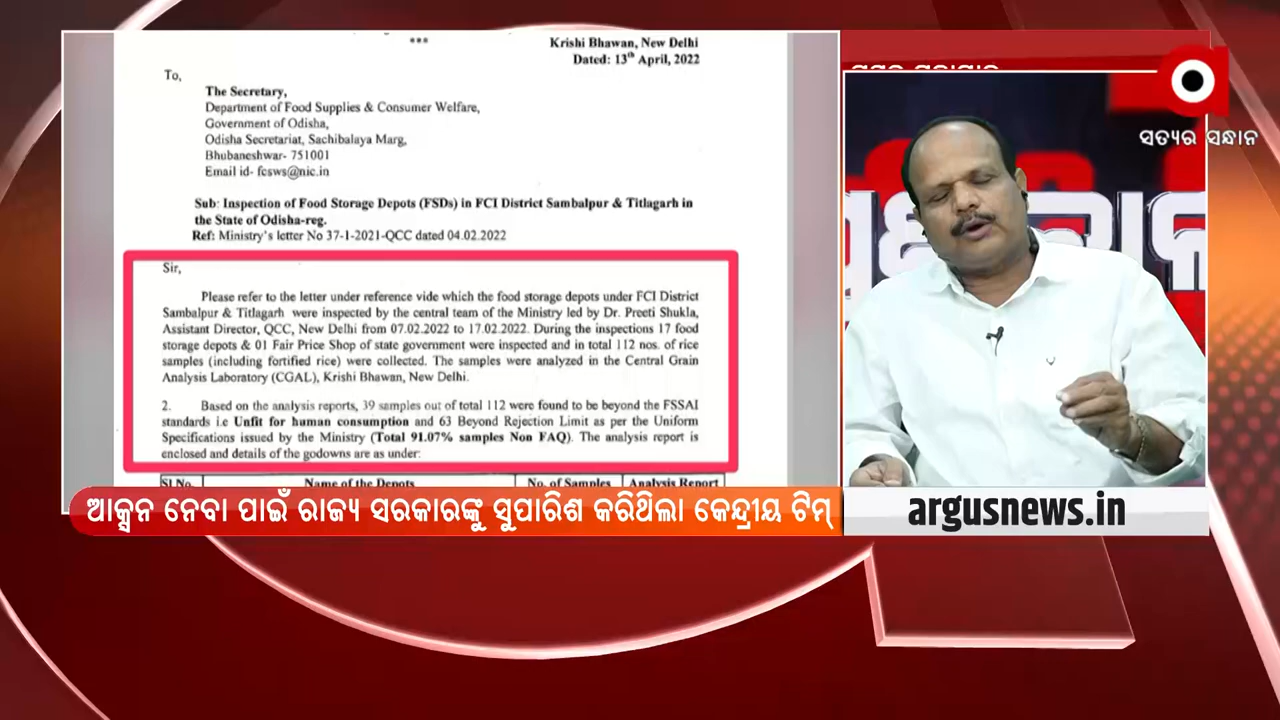 ***
Krishi Bhawan, New Delhi
Dated: 13th April, 2022
To,
The Secretary,
Department of Food Supplies & Consumer Welfare,
Government of Odisha,
Odisha Secretariat, Sachibalaya Marg,
Bhubaneshwar- 751001
Email id- fcsws@nic.in
Sub: Inspection of Food Storage Depots (FSDs) in FCI District Sambalpur & Titlagarh in
the State of Odisha-reg.
Ref: Ministry's letter No 37-1-2021-QCC dated 04.02.2022
Sir,
Please refer to the letter under reference vide which the food storage depots under FCI District
Sambalpur & Titlagarh were inspected by the central team of the Ministry led by Dr. Preeti Shukla,
Assistant Director, QCC, New Delhi from 07.02.2022 to 17.02.2022. During the inspections 17 food
storage depots & 01 Fair Price Shop of state government were inspected and in total 112 nos. of rice
samples (including fortified rice) were collected. The samples were analyzed in the Central Grain
Analysis Laboratory (CGAL), Krishi Bhawan, New Delhi.
2. Based on the analysis reports, 39 samples out of total 112 were found to be beyond the FSSAI
standards i.e Unfit for human consumption and 63 Beyond Rejection Limit as per the Uniform
Specifications issued by the Ministry (Total 91.07% samples Non FAQ). The analysis report is
enclosed and details of the godowns are as under:
Sl No. Name of the Depots No. of Samples Analysis Report
ସତ୍ୟର ସନ୍ଧାନ
ଆକ୍ସନ ନେବା ପାଇଁ ରାଜ୍ୟ ସରକାରଙ୍କୁ ସୁପାରିଶ କରିଥିଲା କେନ୍ଦ୍ରୀୟ ଟିମ୍
argusnews.in